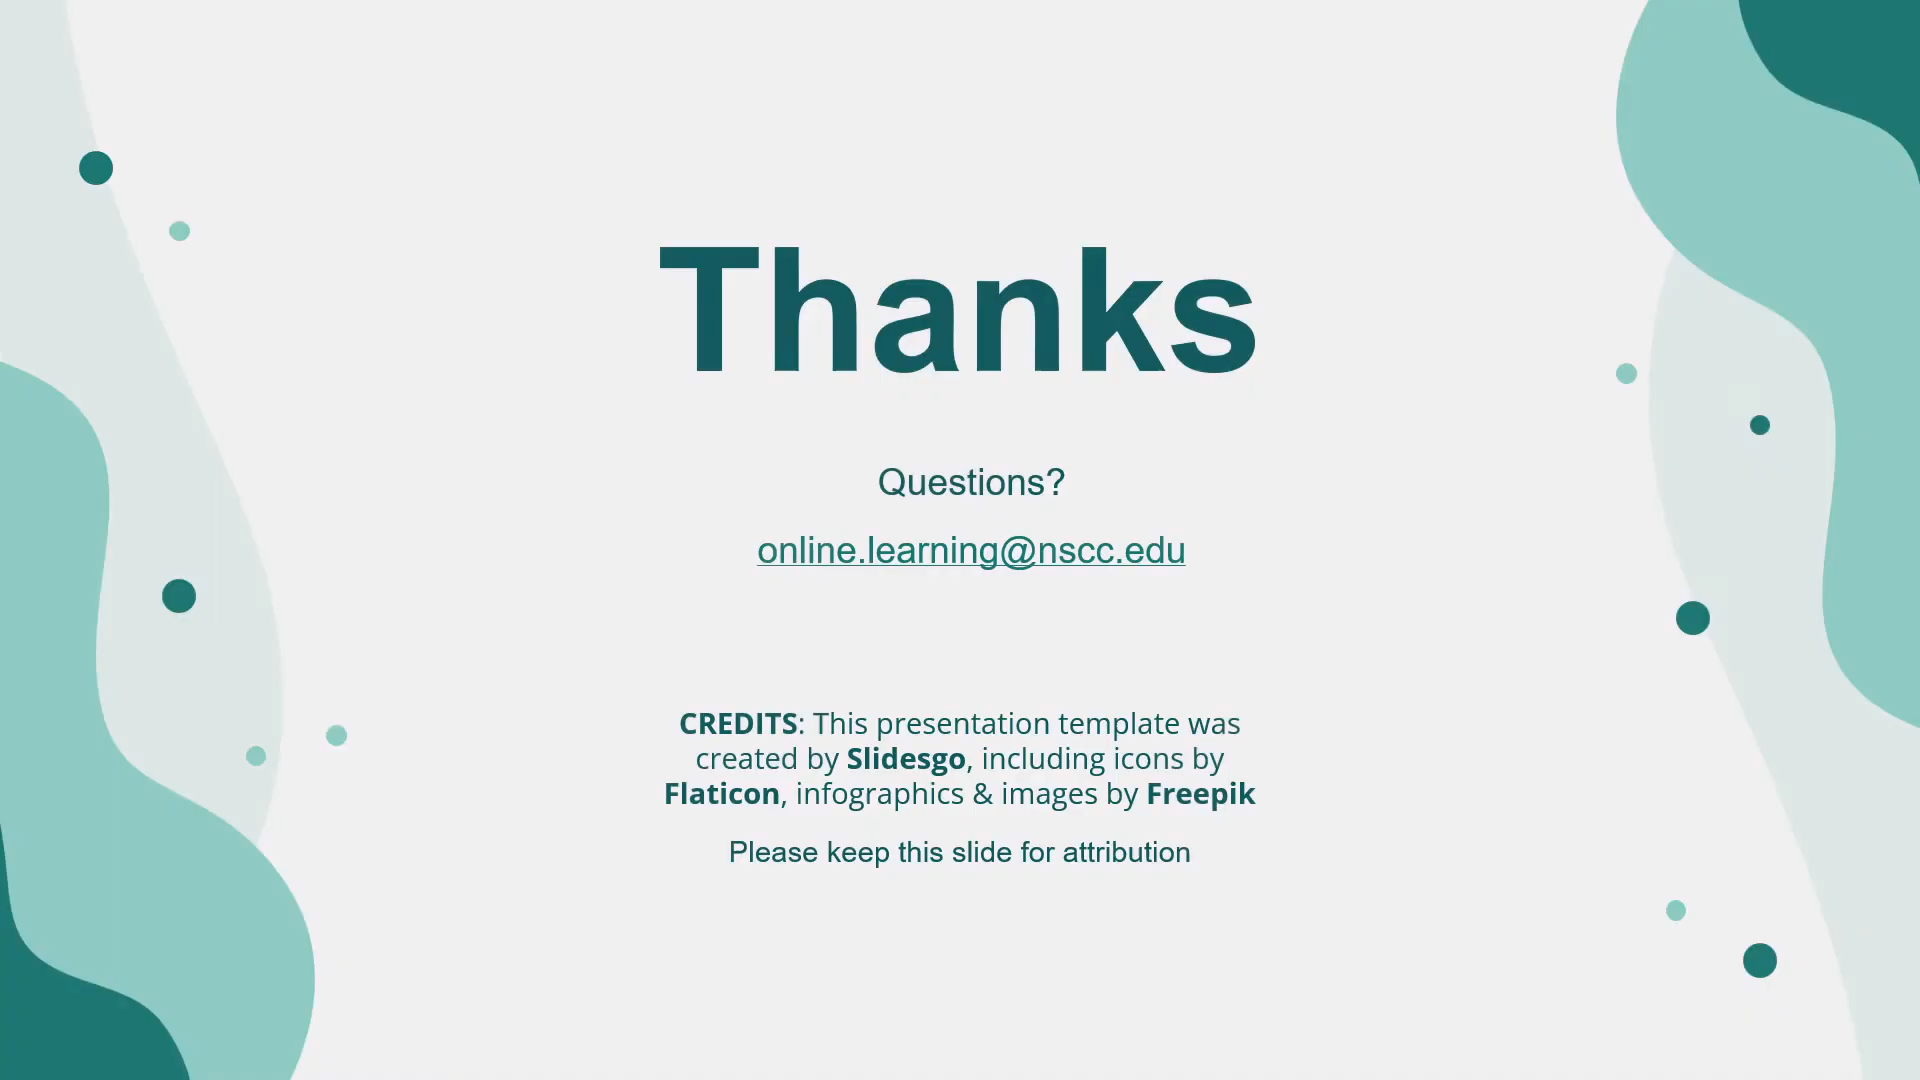 Thanks
Questions?
online.learning@nscc.edu
CREDITS: This presentation template was
created by Slidesgo, including icons by
Flaticon, infographics & images by Freepik
Please keep this slide for attribution